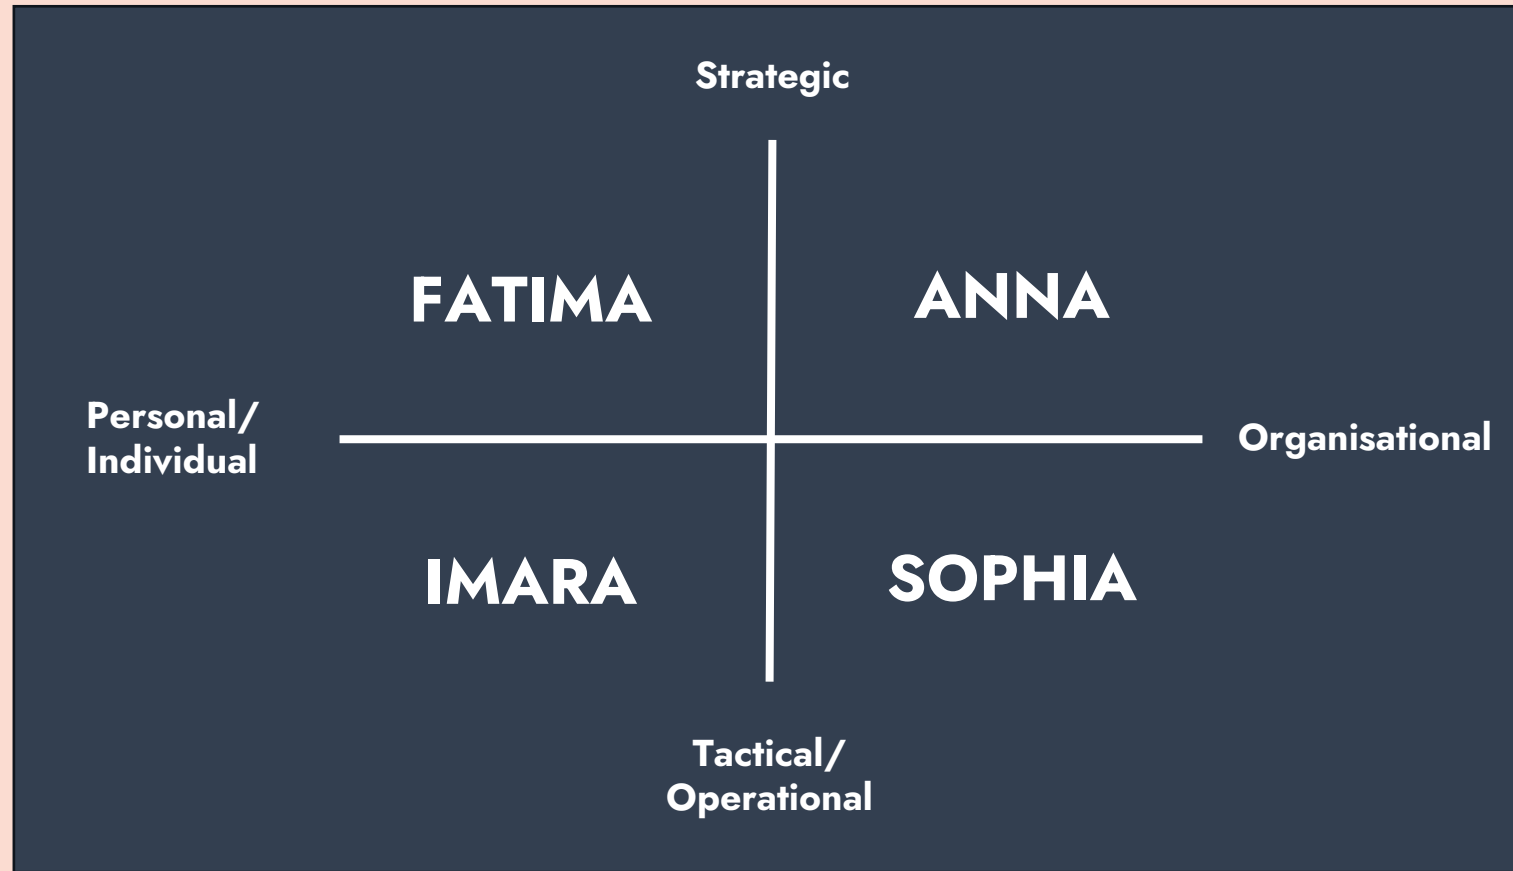 Strategic
FATIMA
ANNA
Personal/
Individual
Organisational
IMARA
SOPHIA
Tactical/
Operational